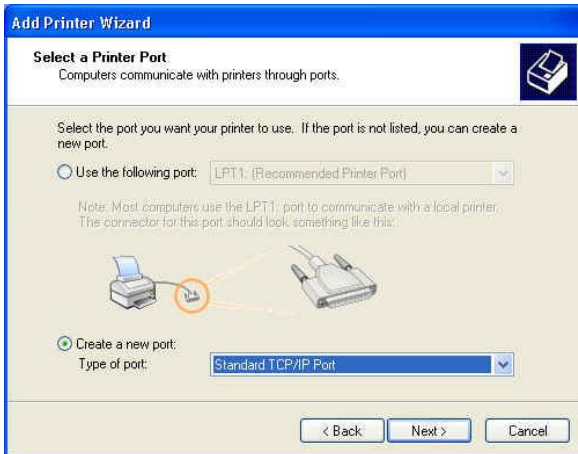 Add Printer Wizard
Select a Printer Port
Computers communicate with printers through ports.
Select the port you want your printer to use. If the port is not listed, you can create a
new port.
Use the following port: LPT1: (Recommended Printer Port)
Note: Most computers use the LPT1: port to communicate with a local printer.
The connector for this port should look something like this:
Create a new port:
Type of port: Standard TCP/IP Port
< Back Next > Cancel